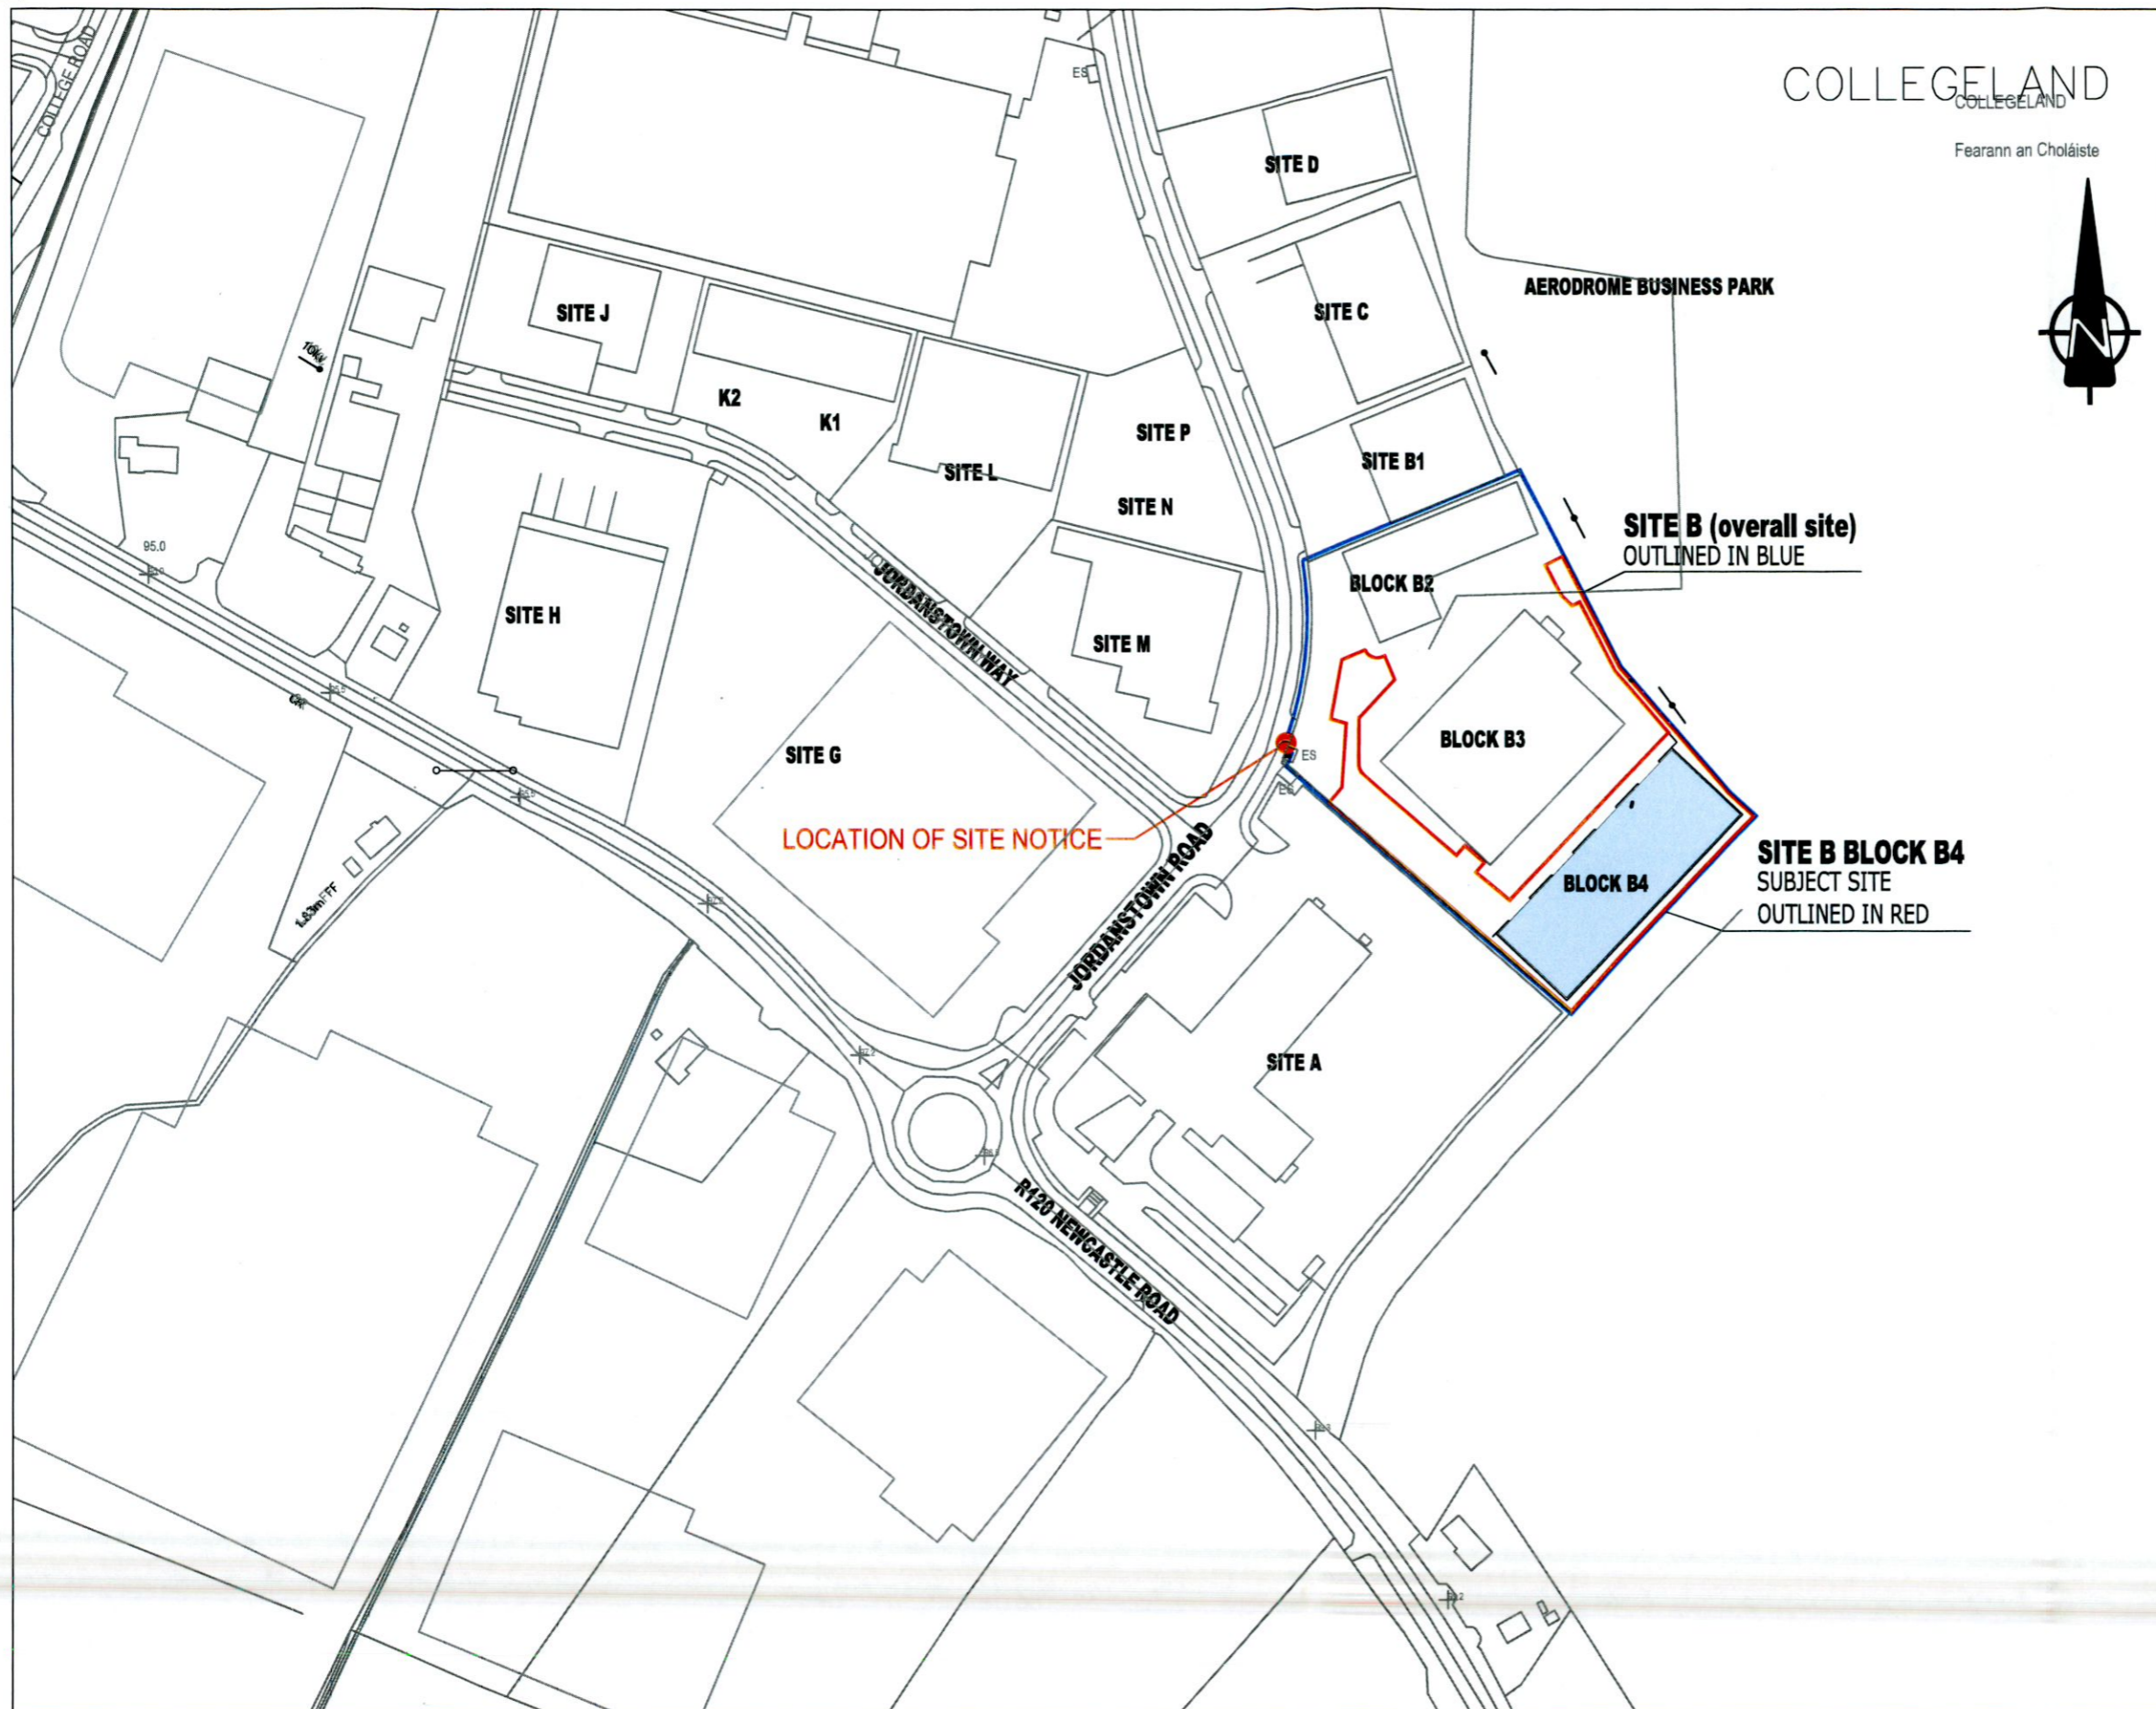 COLLEGE ROAD
COLLEGELAND
COLLEGELAND
Fearann an Choláiste
N
ES
SITE D
AERODROME BUSINESS PARK
SITE J
SITE C
10kv
K2
K1
SITE P
SITE L
SITE B1
SITE N
SITE B (overall site)
OUTLINED IN BLUE
95.0
JORDANSTOWN WAY
BLOCK B2
SITE H
SITE M
SITE G
BLOCK B3
ES
ES
LOCATION OF SITE NOTICE
JORDANSTOWN ROAD
SITE B BLOCK B4
SUBJECT SITE
OUTLINED IN RED
BLOCK B4
1.83mFFF
SITE A
R120 NEWCASTLE ROAD